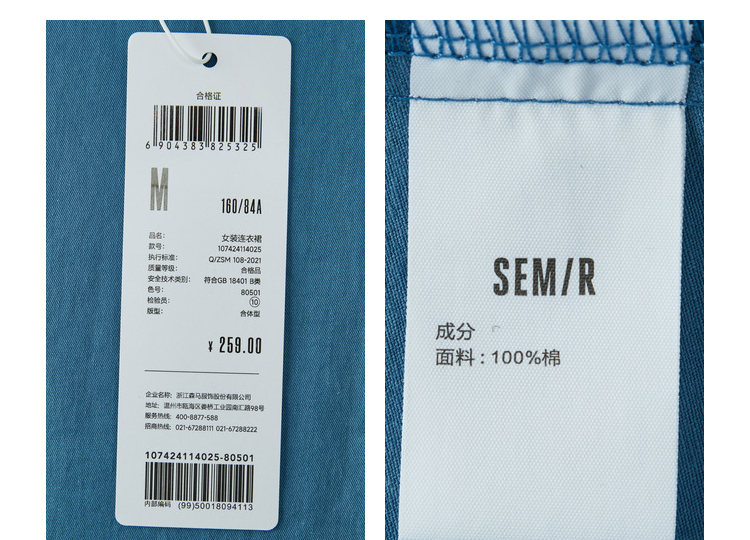 合格证
6 904383 825325
M
160/84A
品名： 女装连衣裙
款号： 107424114025
执行标准： Q/ZSM 108-2021
质量等级： 合格品
安全技术类别： 符合GB 18401 B类
色号： 80501
检验员： ⑩
版型： 合体型
¥ 259.00
企业名称：浙江森马服饰股份有限公司
地址：温州市瓯海区娄桥工业园南汇路98号
服务热线：400-8877-588
招商热线：021-67288111 021-67288222
107424114025-80501
内部编码 (99)50018094113
SEM/R
成分
面料：100%棉